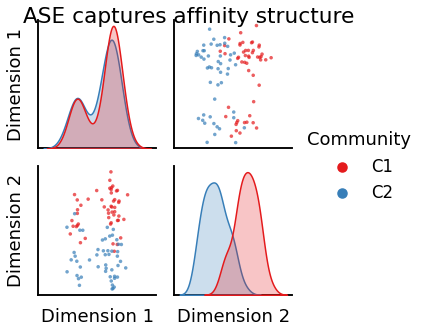 ASE captures affinity structure
Dimension 1
Dimension 2
Dimension 1
Dimension 2
Community
C1
C2